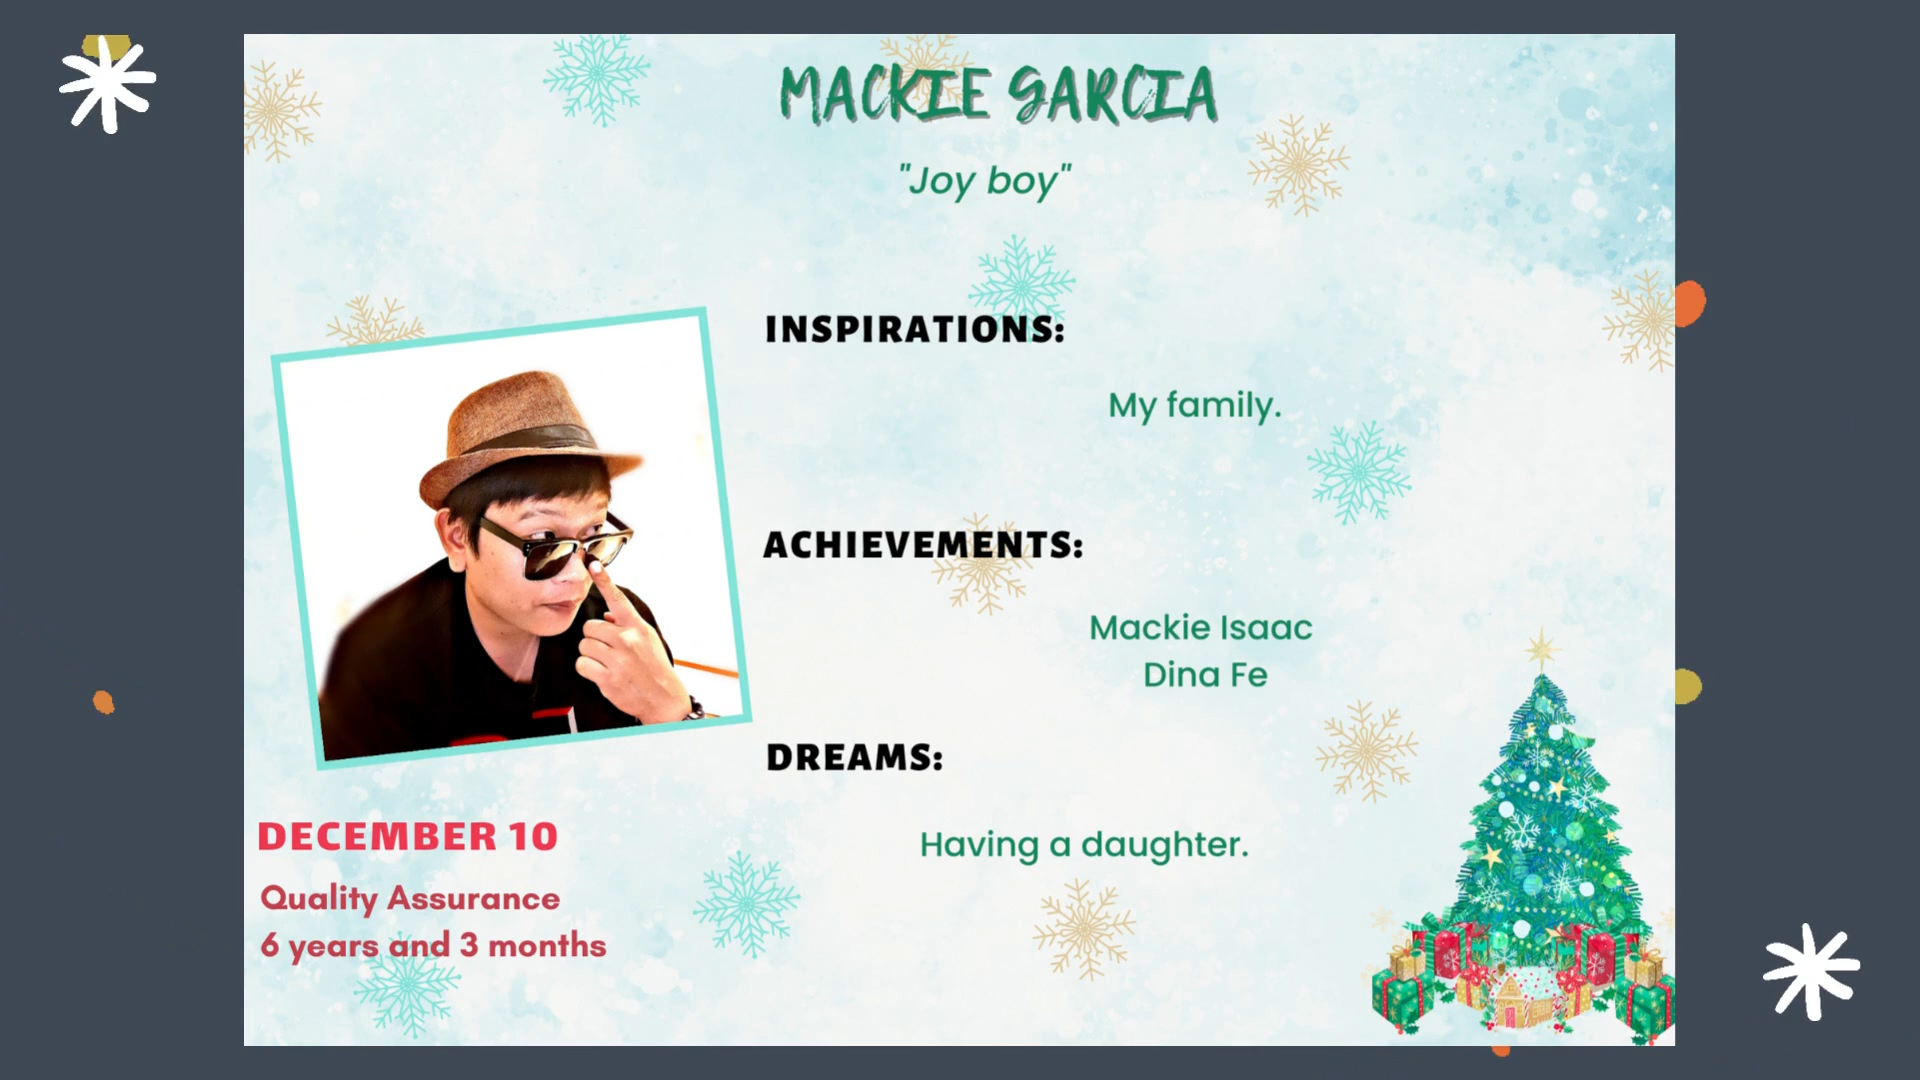 MACKIE GARCIA
"Joy boy"
INSPIRATIONS:
My family.
ACHIEVEMENTS:
Mackie Isaac
Dina Fe
DREAMS:
Having a daughter.
DECEMBER 10
Quality Assurance
6 years and 3 months